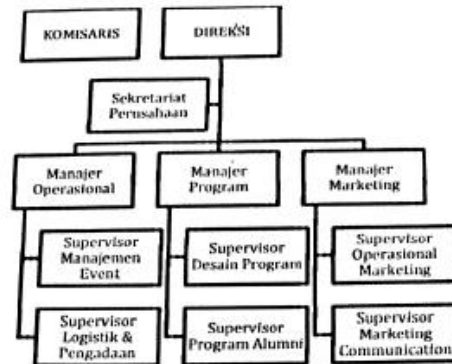 KOMISARIS
DIREKSI
Sekretariat
Perusahaan
Manajer
Operasional
Manajer
Program
Manajer
Marketing
Supervisor
Manajemen
Event
Supervisor
Desain Program
Supervisor
Operasional
Marketing
Supervisor
Logistik &
Pengadaan
Supervisor
Program Alumni
Supervisor
Marketing
Communication